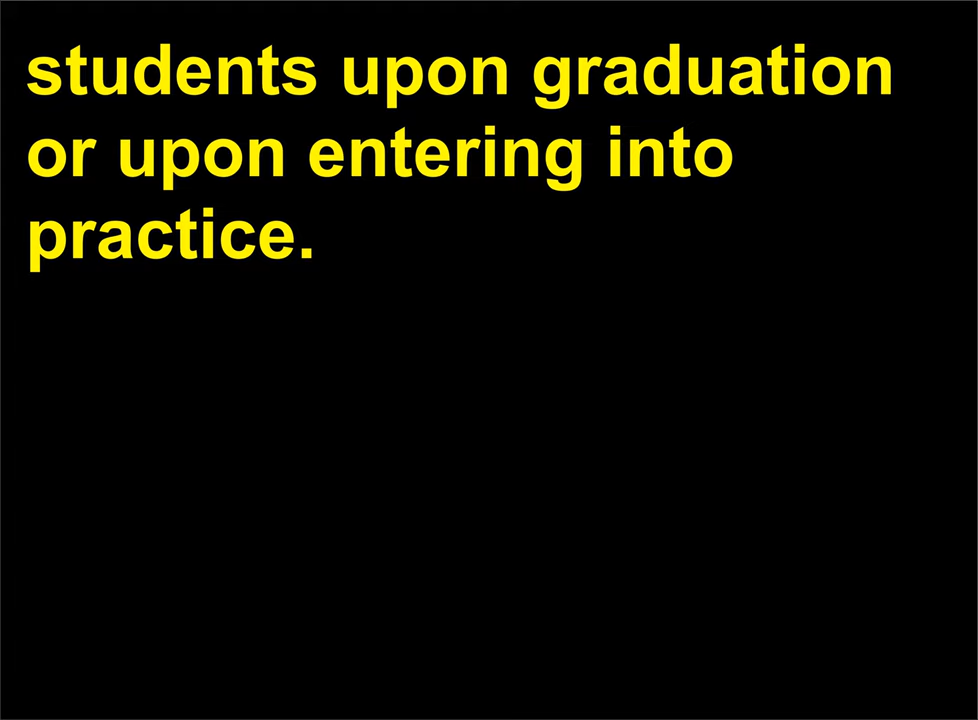 students upon graduation
or upon entering into
practice.